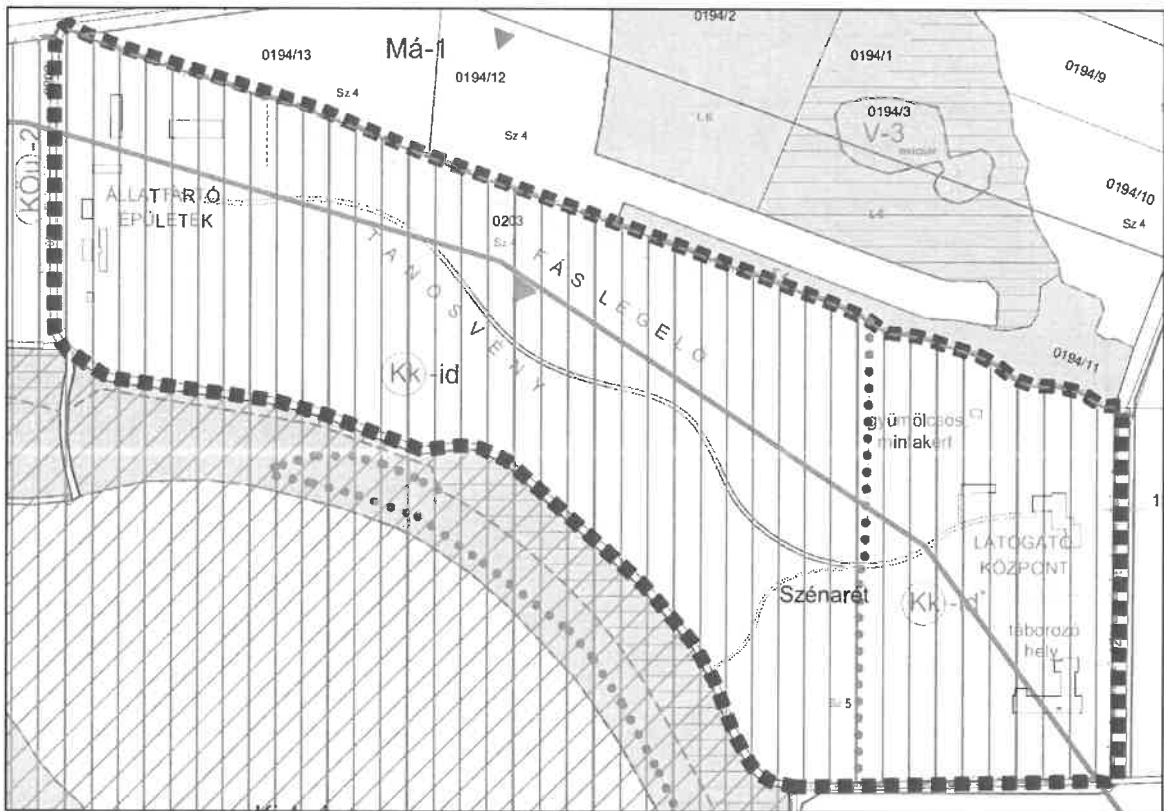 0194/2
0194/13
Má-1
0194/12
0194/1
0194/9
Sz 4
0194/3
V-3
Sz 4
KÖu-2
0194/10
Sz 4
ÁLLATTARTRÓ
ÉPÜLETEK
0203
Sz
FÁS LEGELŐ
TANÖSVÉNY
0194/11
Kk-id
gyümölcsös
mintakert
1
LÁTOGATÓ
KÖZPONT
Szénarét
Kk-id*
táborozó
hely
Sz 5